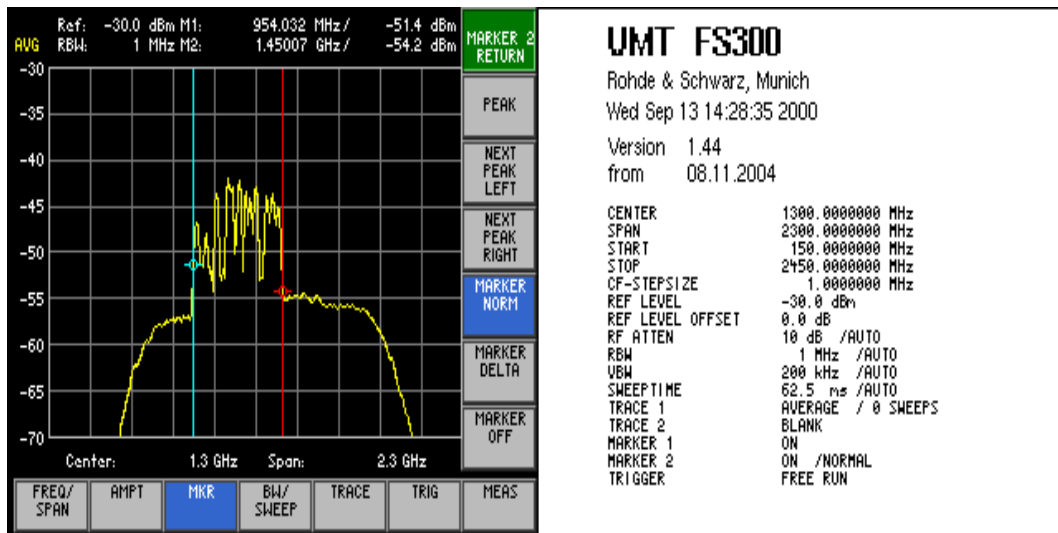 Ref: -30.0 dBm M1: 954.032 MHz/ -51.4 dBm
AVG RBW: 1 MHz M2: 1.45007 GHz/ -54.2 dBm
-30
-35
-40
-45
-50
-55
-60
-65
-70
Center: 1.3 GHz Span: 2.3 GHz
MARKER 2
RETURN
PEAK
NEXT
PEAK
LEFT
NEXT
PEAK
RIGHT
MARKER
NORM
MARKER
DELTA
MARKER
OFF
FREQ/
SPAN
AMPT
MKR
BW/
SWEEP
TRACE
TRIG
MEAS
UMT FS300
Rohde & Schwarz, Munich
Wed Sep 13 14:28:35 2000
Version 1.44
from 08.11.2004
CENTER 1300.0000000 MHz
SPAN 2300.0000000 MHz
START 150.0000000 MHz
STOP 2450.0000000 MHz
CF-STEPSIZE 1.0000000 MHz
REF LEVEL -30.0 dBm
REF LEVEL OFFSET 0.0 dB
RF ATTEN 10 dB /AUTO
RBW 1 MHz /AUTO
VBW 200 kHz /AUTO
SWEEPTIME 62.5 ms /AUTO
TRACE 1 AVERAGE / 0 SWEEPS
TRACE 2 BLANK
MARKER 1 ON
MARKER 2 ON /NORMAL
TRIGGER FREE RUN